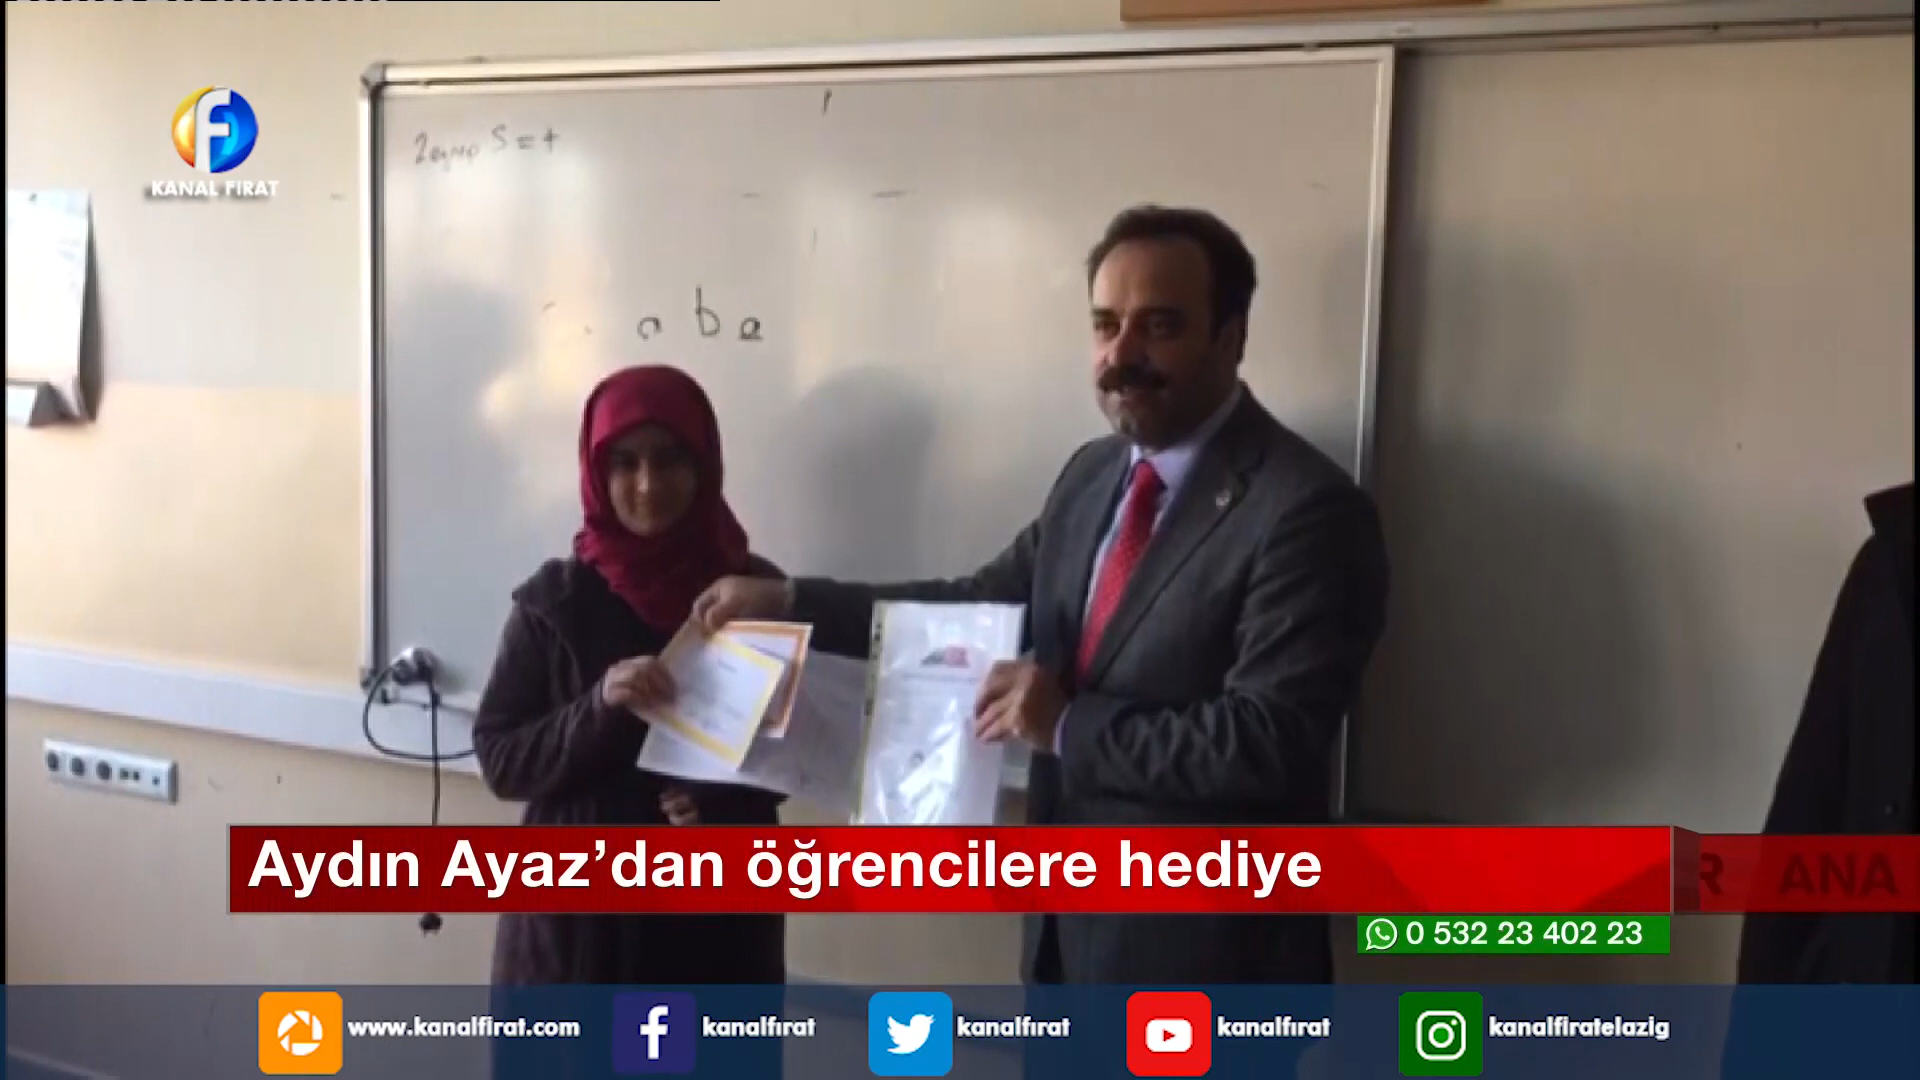 KANAL FIRAT
Zeynep S = +
a b a
Aydın Ayaz’dan öğrencilere hediye
R ANA
0 532 23 402 23
www.kanalfirat.com
kanalfırat
kanalfırat
kanalfırat
kanalfiratelazig